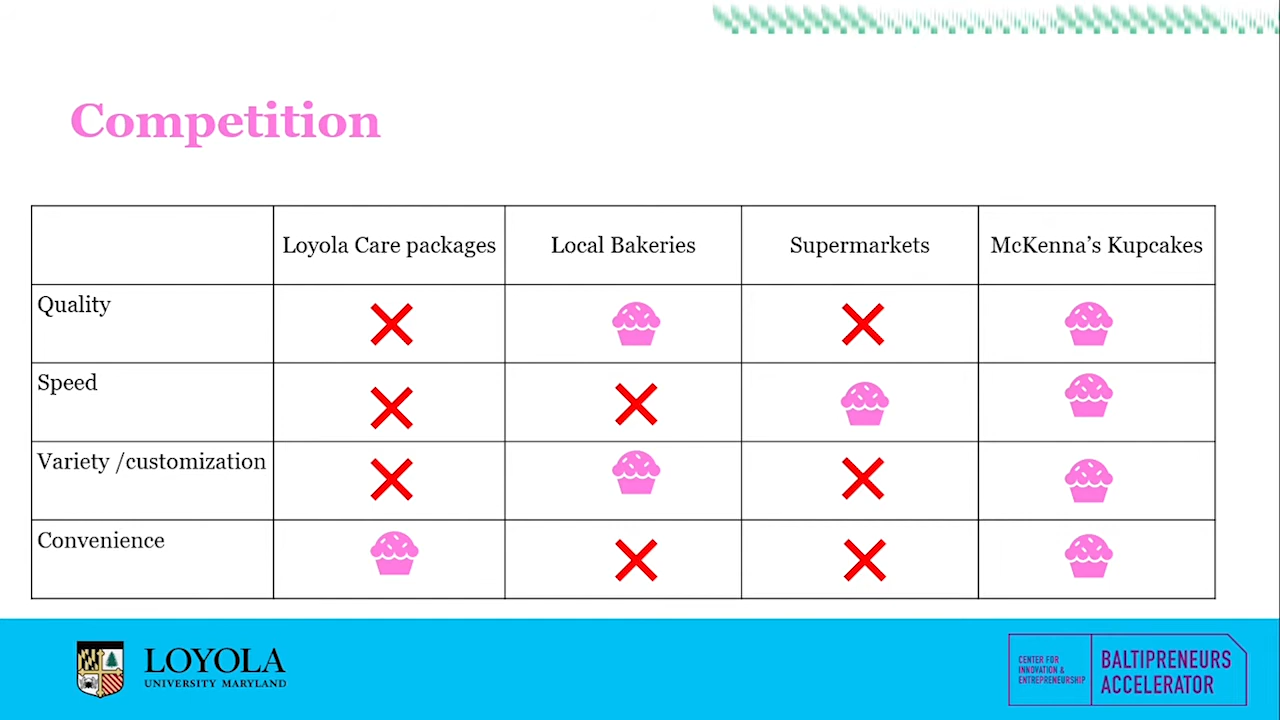 Competition
Loyola Care packages
Local Bakeries
Supermarkets
McKenna’s Kupcakes
Quality
Speed
Variety /customization
Convenience
LOYOLA
UNIVERSITY MARYLAND
CENTER FOR
INNOVATION &
ENTREPRENEURSHIP
BALTIPRENEURS
ACCELERATOR